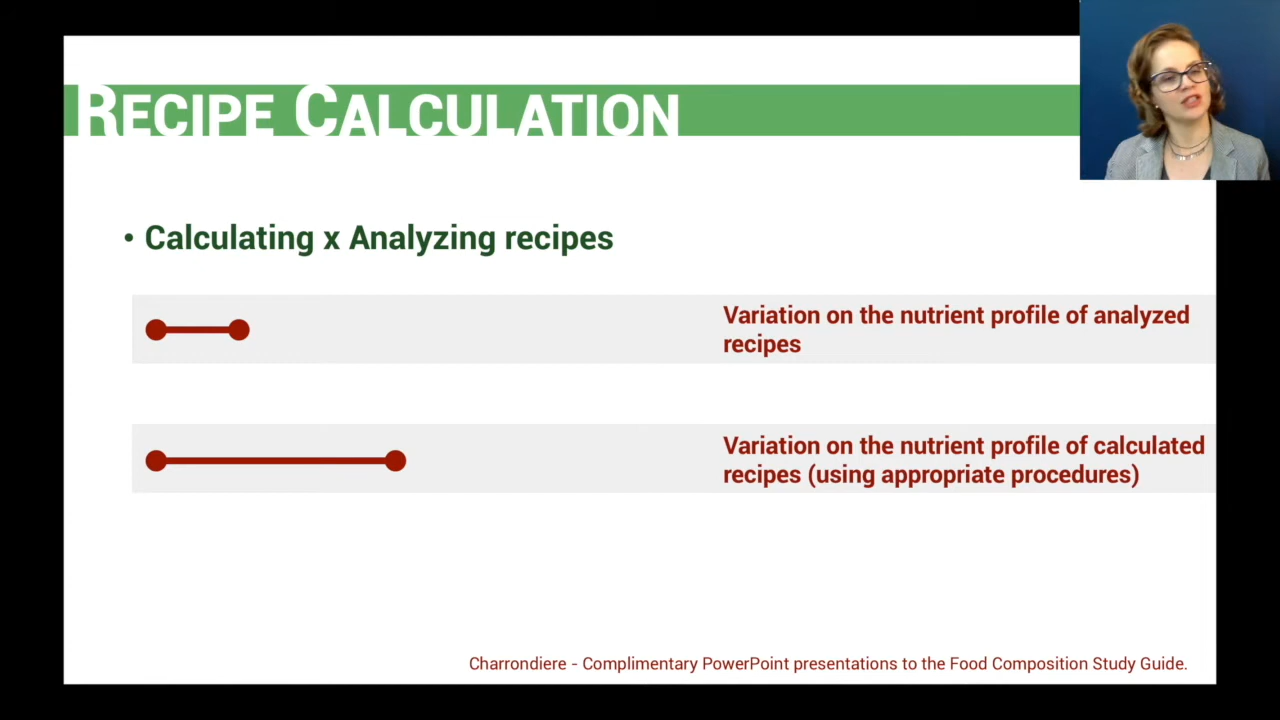 RECIPE CALCULATION
• Calculating x Analyzing recipes
Variation on the nutrient profile of analyzed
recipes
Variation on the nutrient profile of calculated
recipes (using appropriate procedures)
Charrondiere - Complimentary PowerPoint presentations to the Food Composition Study Guide.